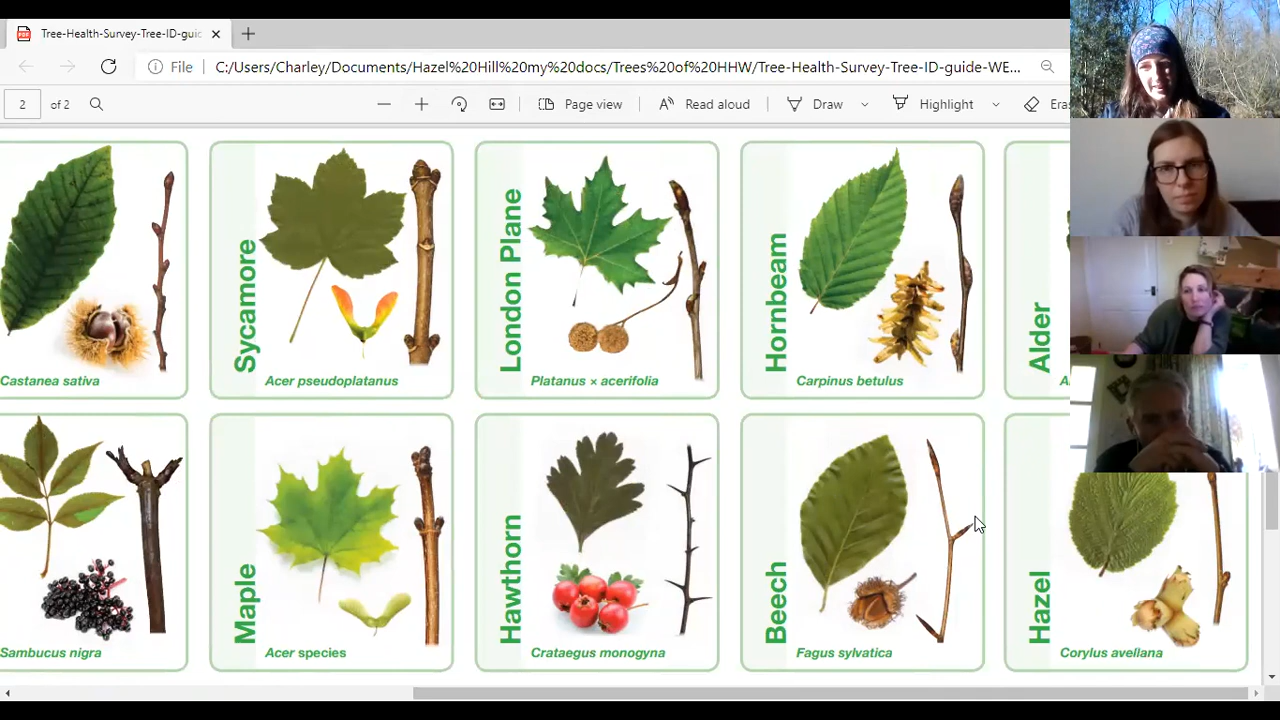 Tree-Health-Survey-Tree-ID-guid
File
C:/Users/Charley/Documents/Hazel%20Hill%20my%20docs/Trees%20of%20HHW/Tree-Health-Survey-Tree-ID-guide-WE...
2
of 2
Page view
Read aloud
Draw
Highlight
Era
Castanea sativa
Sycamore
Acer pseudoplatanus
London Plane
Platanus × acerifolia
Hornbeam
Carpinus betulus
Alder
Sambucus nigra
Maple
Acer species
Hawthorn
Crataegus monogyna
Beech
Fagus sylvatica
Hazel
Corylus avellana